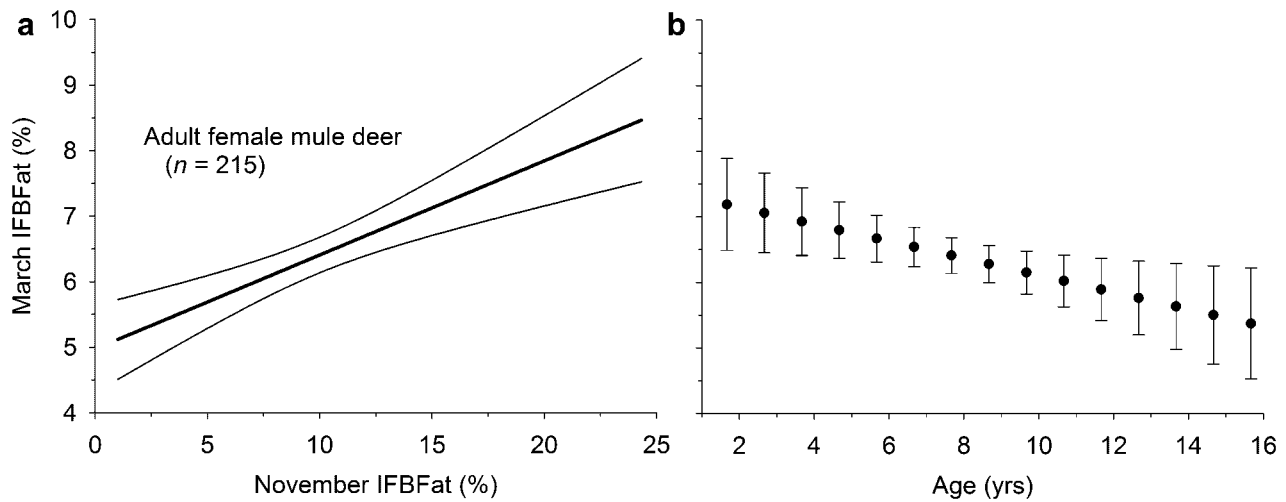 a
10
9
8
7
6
5
4
March IFBFat (%)
Adult female mule deer
(n = 215)
0 5 10 15 20 25
November IFBFat (%)
b
2 4 6 8 10 12 14 16
Age (yrs)